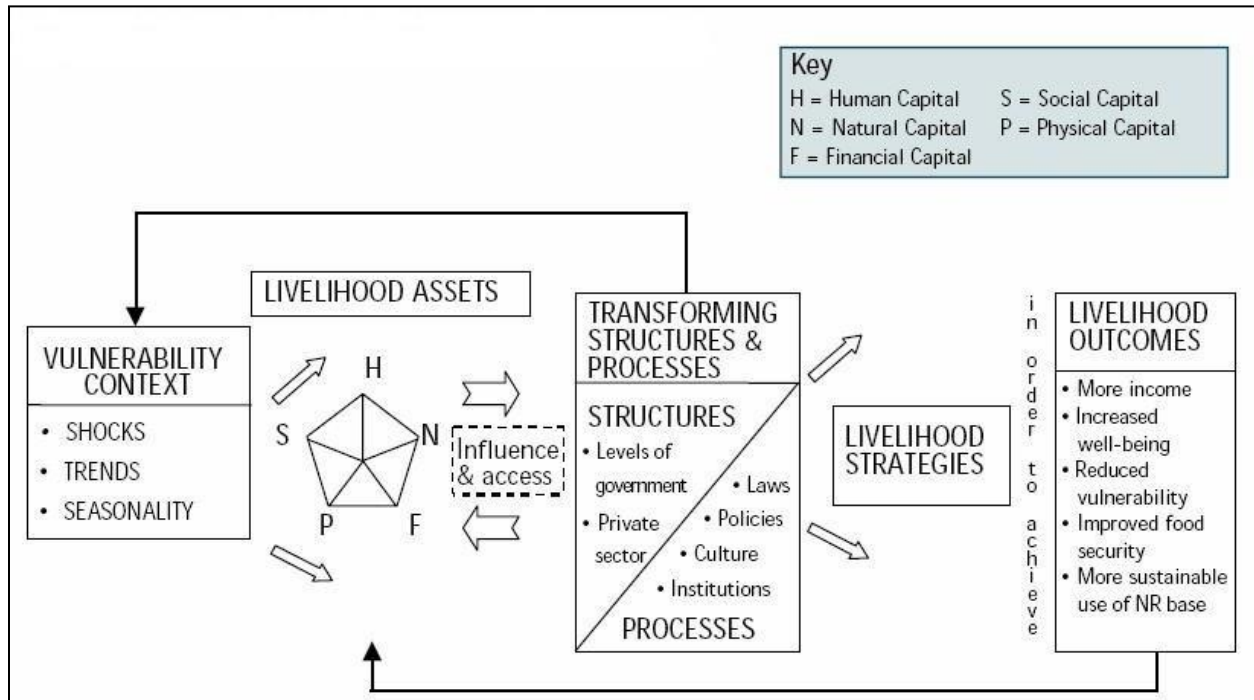 Key
H = Human Capital S = Social Capital
N = Natural Capital P = Physical Capital
F = Financial Capital
LIVELIHOOD ASSETS
VULNERABILITY
CONTEXT
• SHOCKS
• TRENDS
• SEASONALITY
H
S
N
P
F
Influence
& access
TRANSFORMING
STRUCTURES &
PROCESSES
STRUCTURES
• Levels of
government
• Private
sector
• Laws
• Policies
• Culture
• Institutions
PROCESSES
LIVELIHOOD
STRATEGIES
in order to achieve
LIVELIHOOD
OUTCOMES
• More income
• Increased
well-being
• Reduced
vulnerability
• Improved food
security
• More sustainable
use of NR base